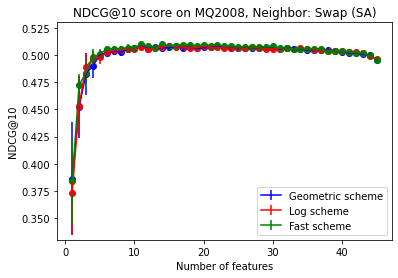 NDCG@10 score on MQ2008, Neighbor: Swap (SA)
0.525
0.500
0.475
0.450
0.425
0.400
0.375
0.350
NDCG@10
Geometric scheme
Log scheme
Fast scheme
0 10 20 30 40
Number of features